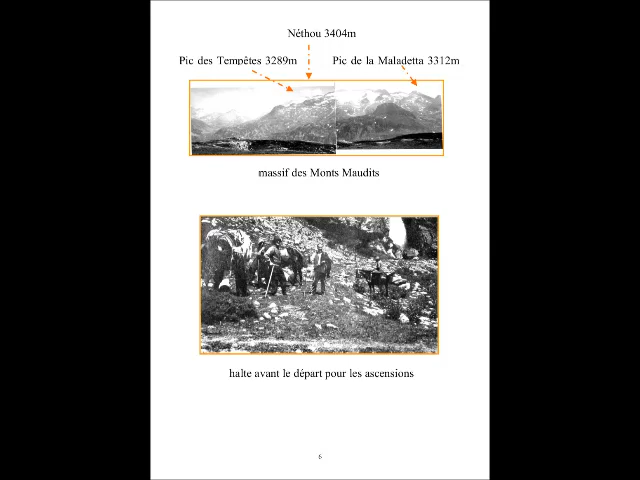 Néthou 3404m
Pic des Tempêtes 3289m Pic de la Maladetta 3312m
massif des Monts Maudits
halte avant le départ pour les ascensions
6